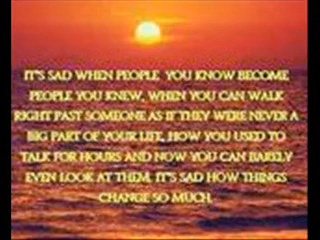 IT'S SAD WHEN PEOPLE YOU KNOW BECOME
PEOPLE YOU KNEW, WHEN YOU CAN WALK
RIGHT PAST SOMEONE AS IF THEY WERE NEVER A
BIG PART OF YOUR LIFE, HOW YOU USED TO
TALK FOR HOURS AND NOW YOU CAN BARELY
EVEN LOOK AT THEM. IT'S SAD HOW THINGS
CHANGE SO MUCH.